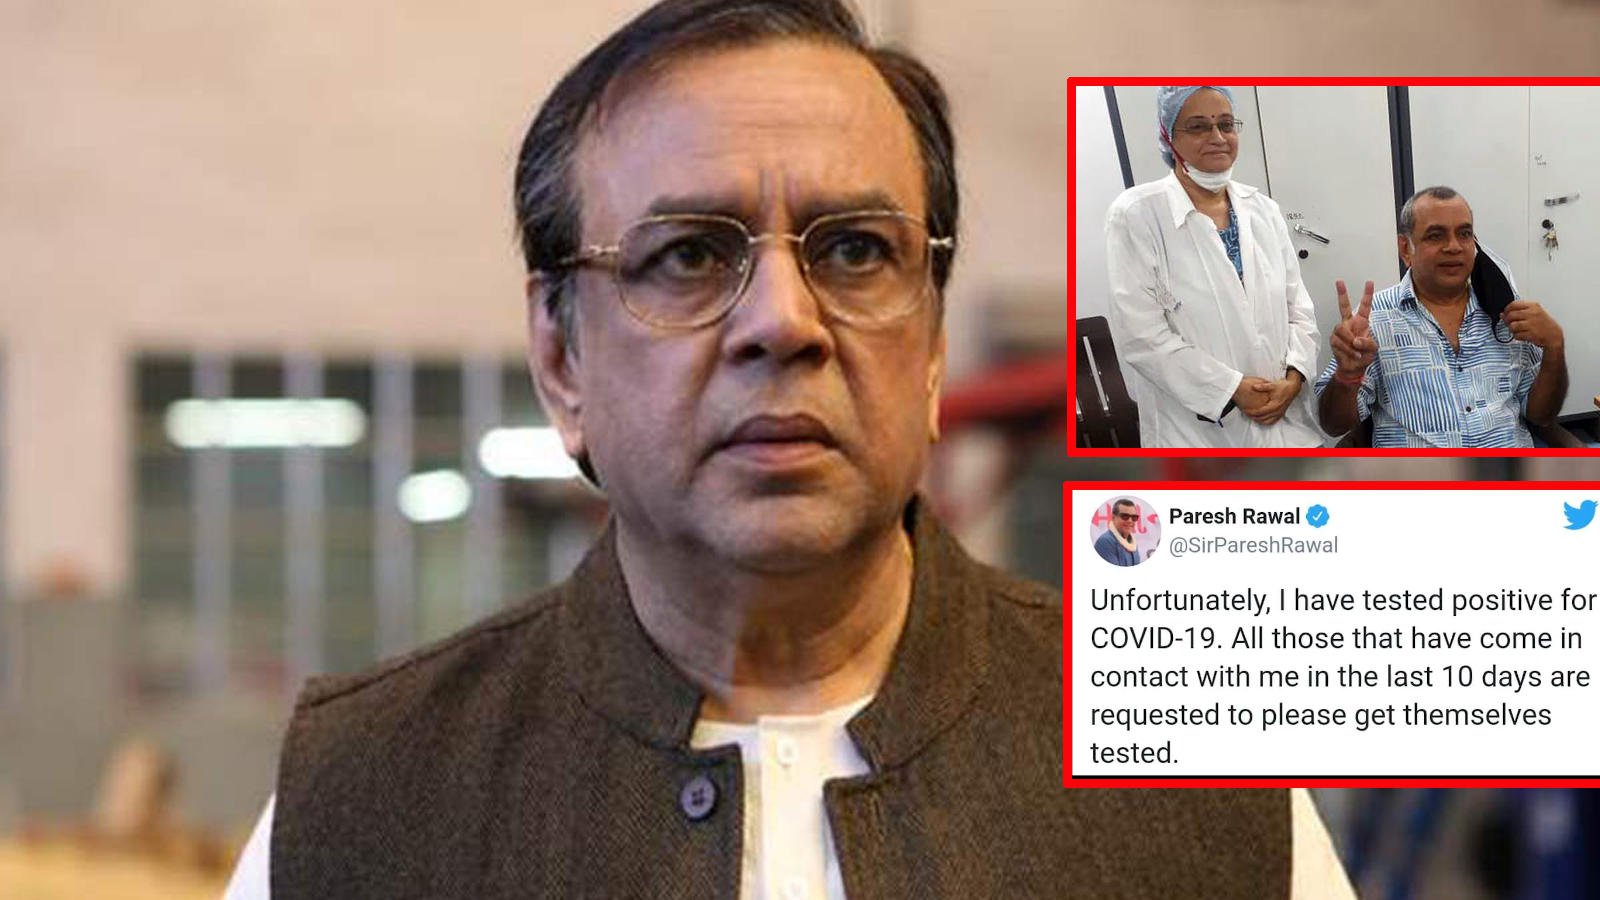 Paresh Rawal
@SirPareshRawal
Unfortunately, I have tested positive for
COVID-19. All those that have come in
contact with me in the last 10 days are
requested to please get themselves
tested.